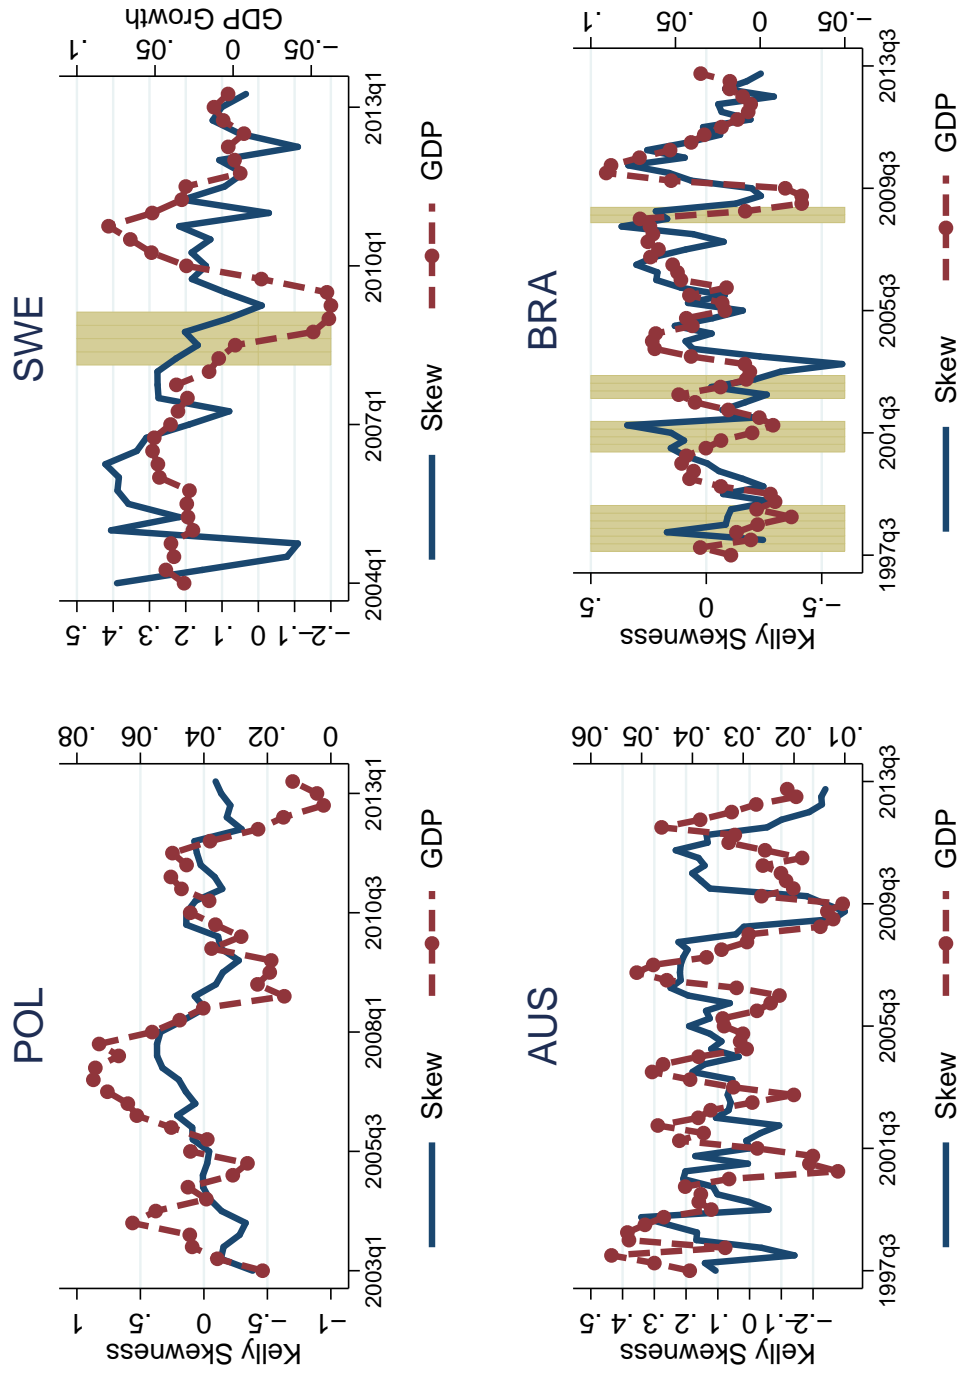 POL
Kelly Skewness
1 .5 0 -.5 -1
.08 .06 .04 .02 0
2003q1 2005q3 2008q1 2010q3 2013q1
Skew GDP
SWE
.5 .4 .3 .2 .1 0 -.1 -.2
GDP Growth
.1 .05 0 -.05
2004q1 2007q1 2010q1 2013q1
Skew GDP
AUS
Kelly Skewness
.5 .4 .3 .2 .1 0 -.1 -.2
.06 .05 .04 .03 .02 .01
1997q3 2001q3 2005q3 2009q3 2013q3
Skew GDP
BRA
Kelly Skewness
.5 0 -.5
.1 .05 0 -.05
1997q3 2001q3 2005q3 2009q3 2013q3
Skew GDP